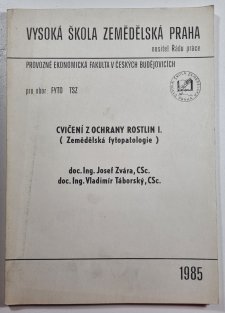 VYSOKÁ ŠKOLA ZEMĚDĚLSKÁ PRAHA
nositel Řádu práce
PROVOZNĚ EKONOMICKÁ FAKULTA V ČESKÝCH BUDĚJOVICÍCH
pro obor FYTO TSZ
CVIČENÍ Z OCHRANY ROSTLIN I.
( Zemědělská fytopatologie )
doc. Ing. Josef Zvára, CSc.
doc. Ing. Vladimír Táborský, CSc.
1985